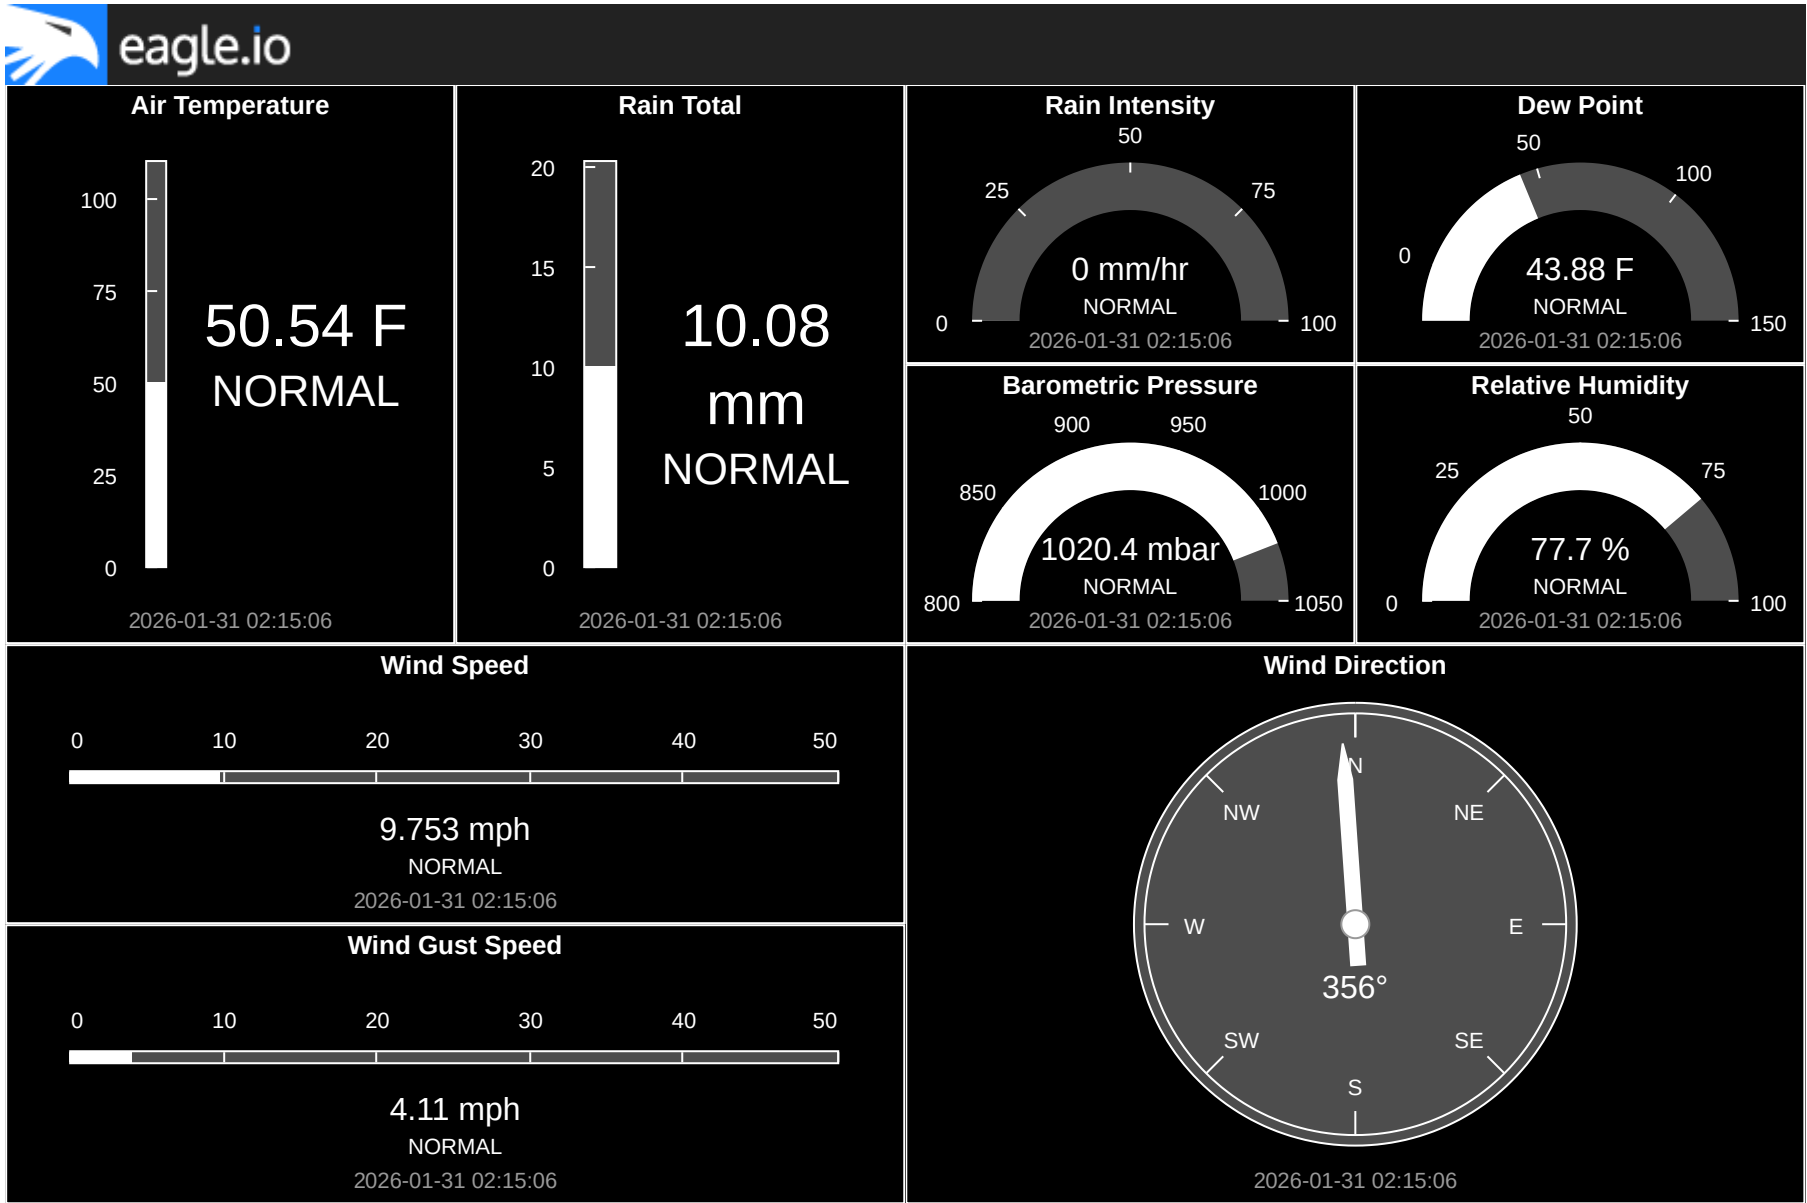 eagle.io
Air Temperature
100
75
50
25
0
50.54 F
NORMAL
2026-01-31 02:15:06
Rain Total
20
15
10
5
0
10.08
mm
NORMAL
2026-01-31 02:15:06
Rain Intensity
50
25
75
0
100
0 mm/hr
NORMAL
2026-01-31 02:15:06
Dew Point
50
100
0
150
43.88 F
NORMAL
2026-01-31 02:15:06
Barometric Pressure
900
950
850
1000
800
1050
1020.4 mbar
NORMAL
2026-01-31 02:15:06
Relative Humidity
50
25
75
0
100
77.7 %
NORMAL
2026-01-31 02:15:06
Wind Speed
0 10 20 30 40 50
9.753 mph
NORMAL
2026-01-31 02:15:06
Wind Gust Speed
0 10 20 30 40 50
4.11 mph
NORMAL
2026-01-31 02:15:06
Wind Direction
N
NW
NE
W
E
356°
SW
SE
S
2026-01-31 02:15:06